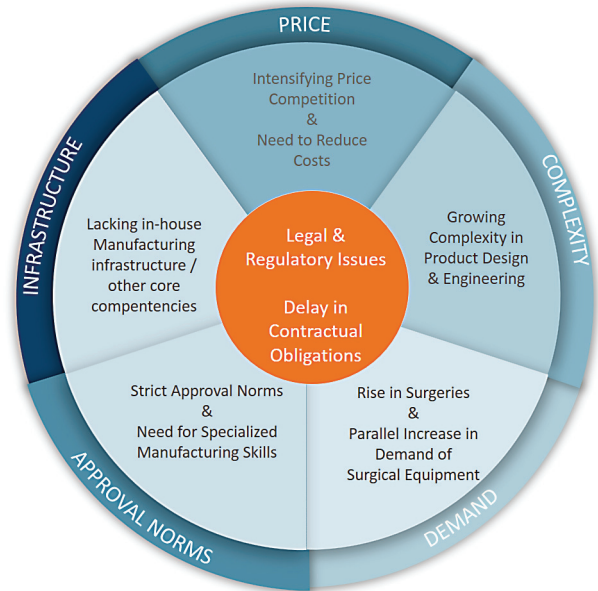 PRICE
Intensifying Price
Competition
&
Need to Reduce
Costs
COMPLEXITY
Growing
Complexity in
Product Design
& Engineering
DEMAND
Rise in Surgeries
&
Parallel Increase in
Demand of
Surgical Equipment
APPROVAL NORMS
Strict Approval Norms
&
Need for Specialized
Manufacturing Skills
INFRASTRUCTURE
Lacking in-house
Manufacturing
infrastructure /
other core
compentencies
Legal &
Regulatory Issues
Delay in
Contractual
Obligations